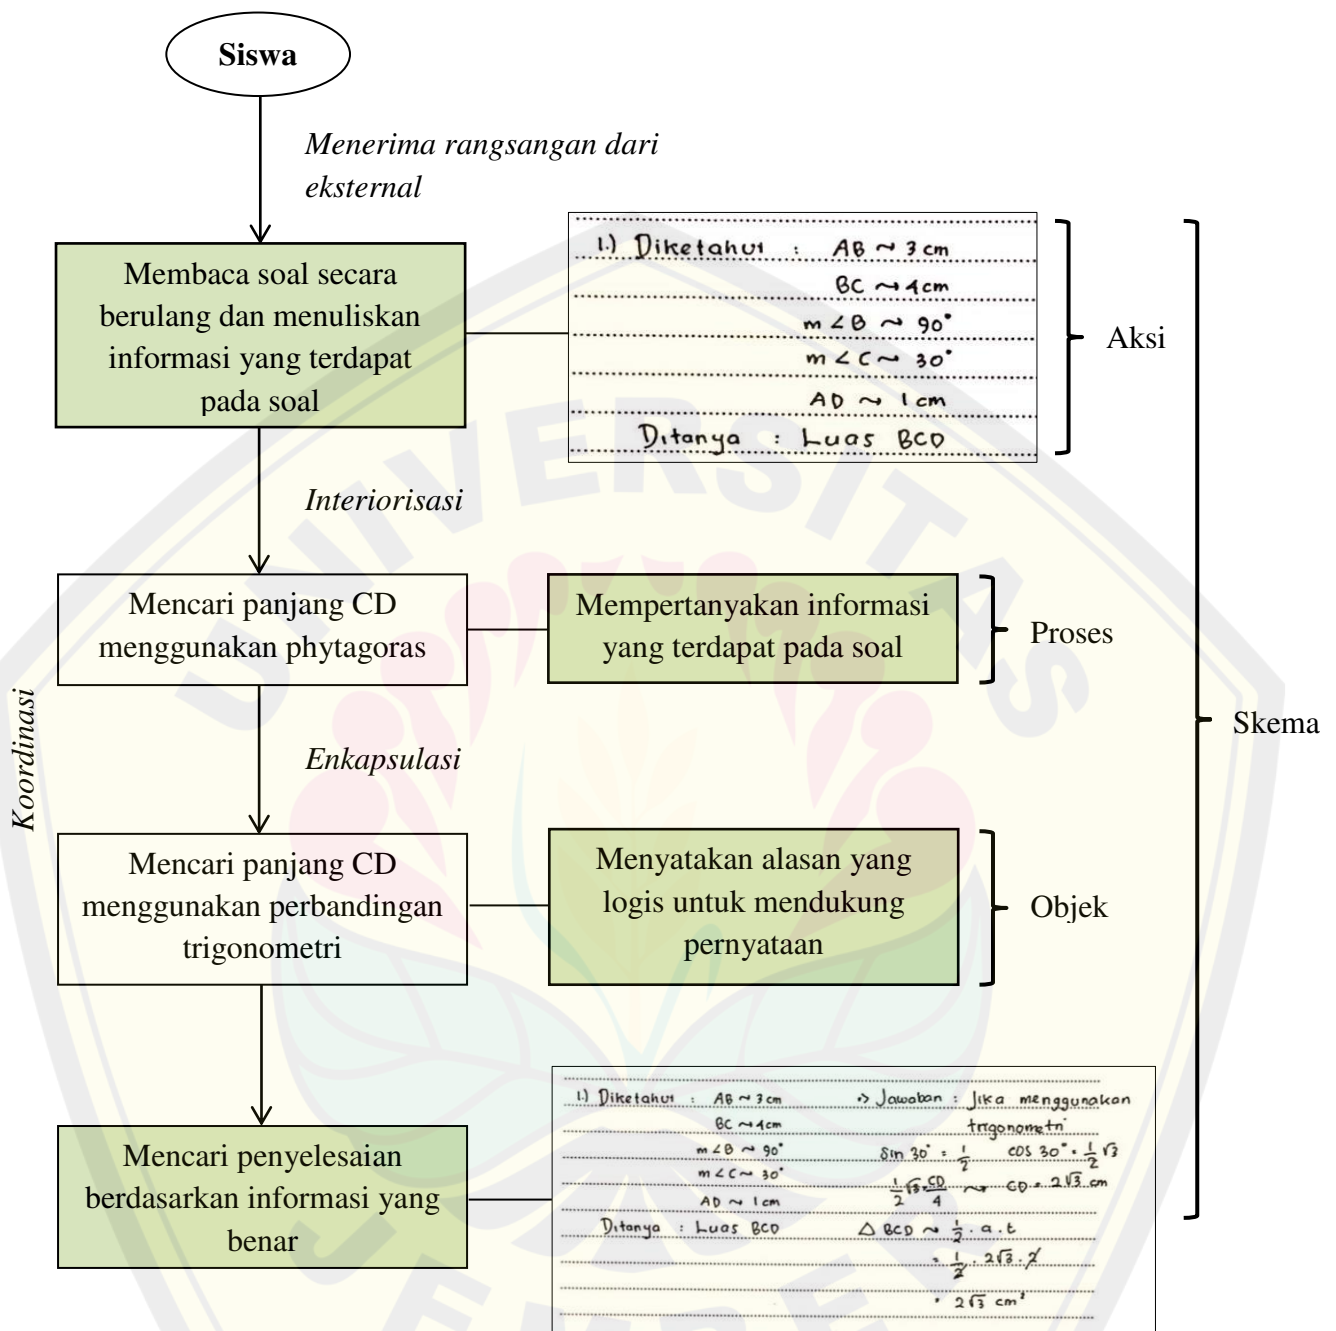 Siswa
Menerima rangsangan dari
eksternal
Membaca soal secara
berulang dan menuliskan
informasi yang terdapat
pada soal
1.) Diketahui : AB ~ 3 cm
BC ~ 4 cm
m∠B ~ 90°
m∠C ~ 30°
AD ~ 1 cm
Ditanya : Luas BCD
Aksi
Interiorisasi
Mencari panjang CD
menggunakan phytagoras
Mempertanyakan informasi
yang terdapat pada soal
Proses
Koordinasi
Skema
Enkapsulasi
Mencari panjang CD
menggunakan perbandingan
trigonometri
Menyatakan alasan yang
logis untuk mendukung
pernyataan
Objek
Mencari penyelesaian
berdasarkan informasi yang
benar
1.) Diketahui : AB ~ 3 cm
BC ~ 4 cm
m∠B ~ 90°
m∠C ~ 30°
AD ~ 1 cm
Ditanya : Luas BCD
•> Jawaban : Jika menggunakan
trigonometri
sin 30° = 1/2 cos 30° = 1/2 √3
1/2 √3 = CD/4 ~> CD = 2√3 cm
△ BCD ~ 1/2 . a . t
= 1/2 . 2√3 . 2
= 2√3 cm²
UNIVERSITAS
JEMBER